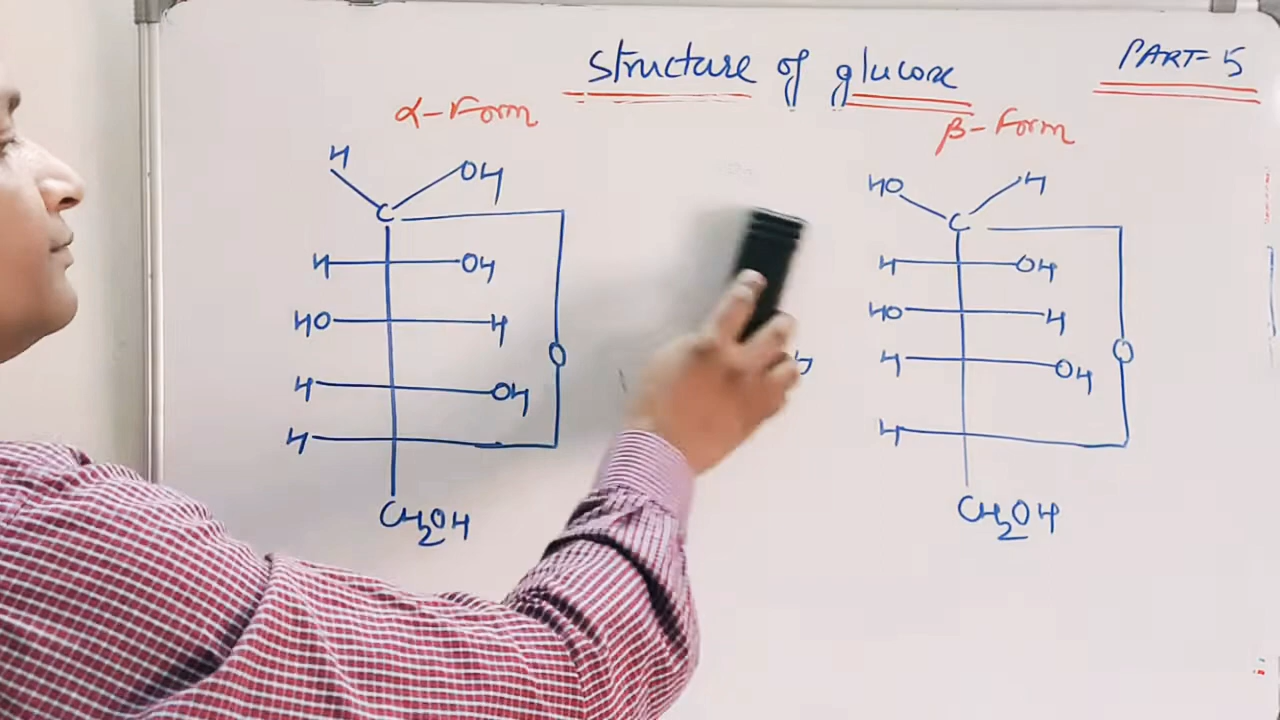 Structure of glucose
PART-5
α-Form
H OH
C
H OH
HO H
O
H OH
H
CH2OH
β-Form
HO H
C
H OH
HO H
O
H OH
H
CH2OH